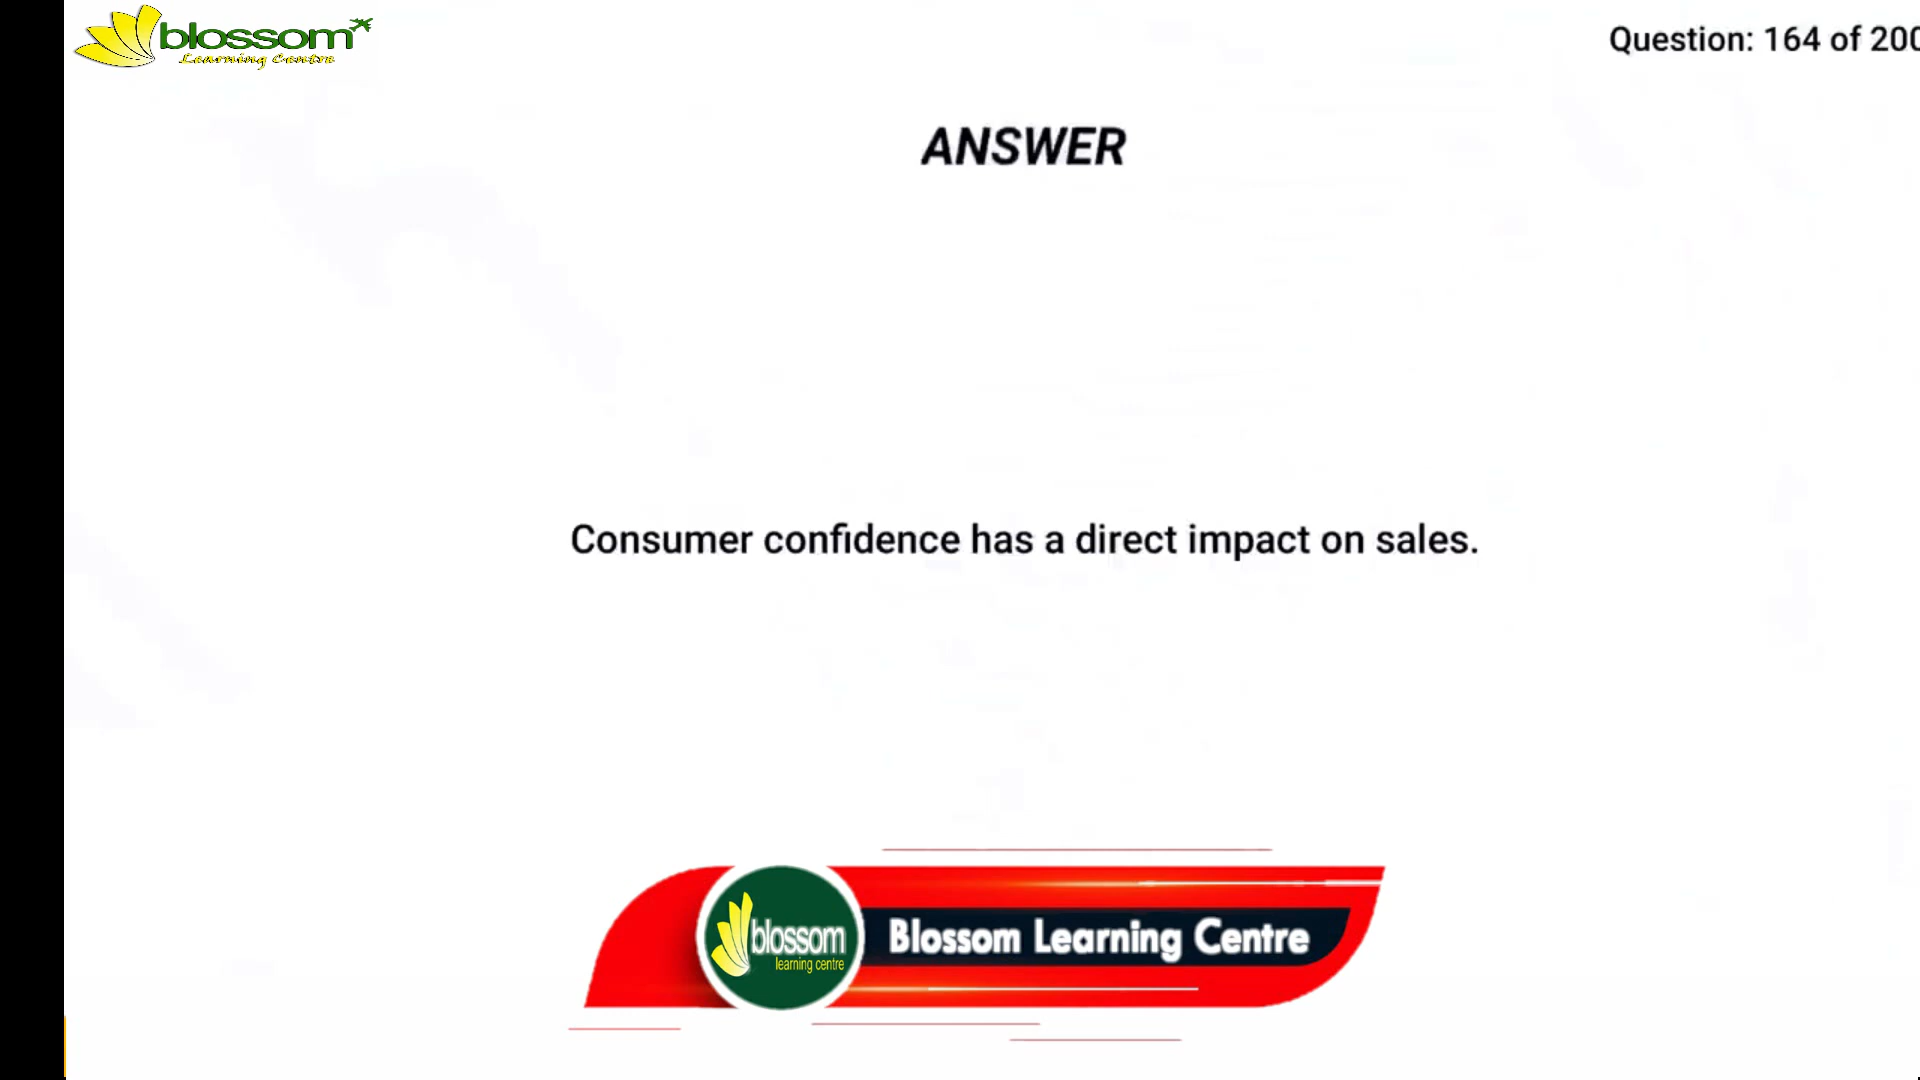 blossom
Learning Centre
Question: 164 of 200
ANSWER
Consumer confidence has a direct impact on sales.
blossom
learning centre
Blossom Learning Centre